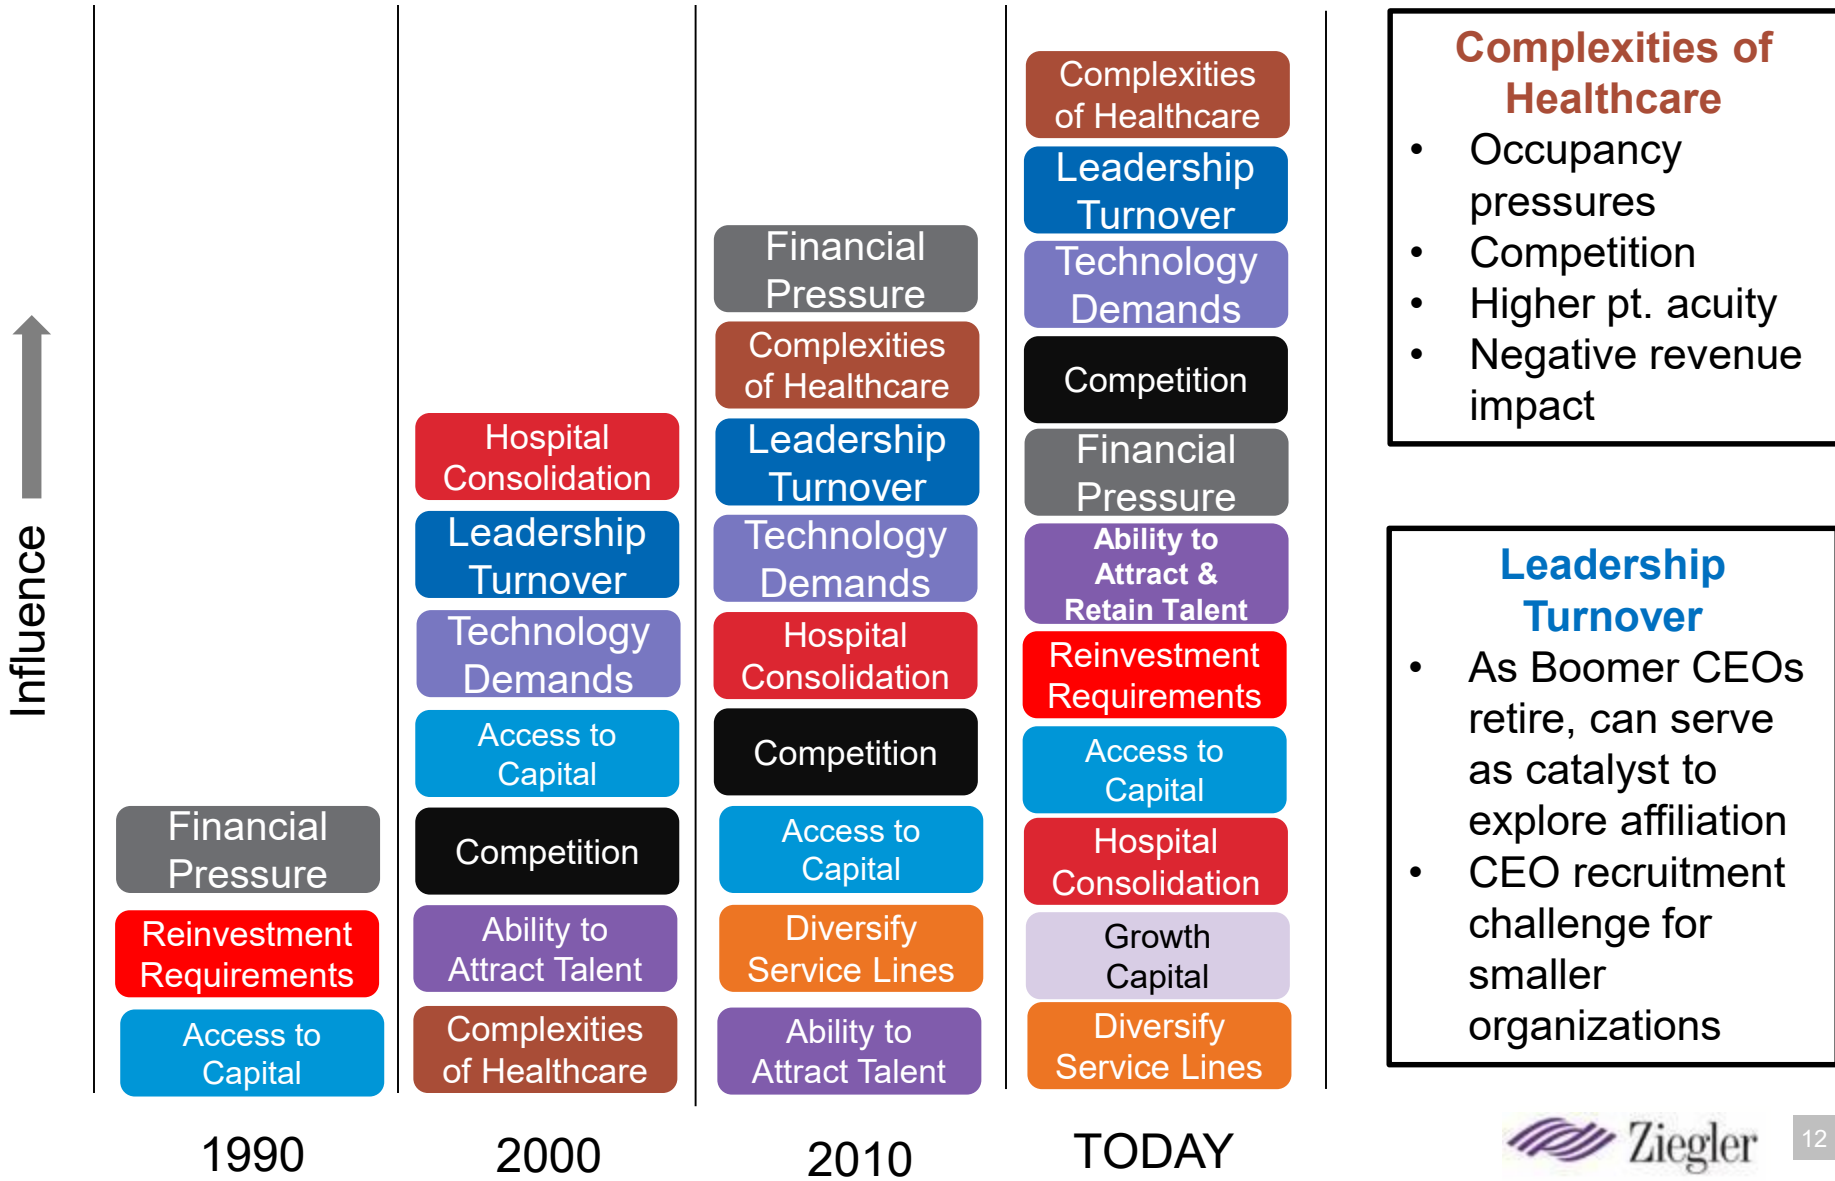 Influence
Financial
Pressure
Reinvestment
Requirements
Access to
Capital
1990
Hospital
Consolidation
Leadership
Turnover
Technology
Demands
Access to
Capital
Competition
Ability to
Attract Talent
Complexities
of Healthcare
2000
Financial
Pressure
Complexities
of Healthcare
Leadership
Turnover
Technology
Demands
Hospital
Consolidation
Competition
Access to
Capital
Diversify
Service Lines
Ability to
Attract Talent
2010
Complexities
of Healthcare
Leadership
Turnover
Technology
Demands
Competition
Financial
Pressure
Ability to
Attract &
Retain Talent
Reinvestment
Requirements
Access to
Capital
Hospital
Consolidation
Growth
Capital
Diversify
Service Lines
TODAY
Complexities of
Healthcare
• Occupancy
pressures
• Competition
• Higher pt. acuity
• Negative revenue
impact
Leadership
Turnover
• As Boomer CEOs
retire, can serve
as catalyst to
explore affiliation
• CEO recruitment
challenge for
smaller
organizations
Ziegler
12